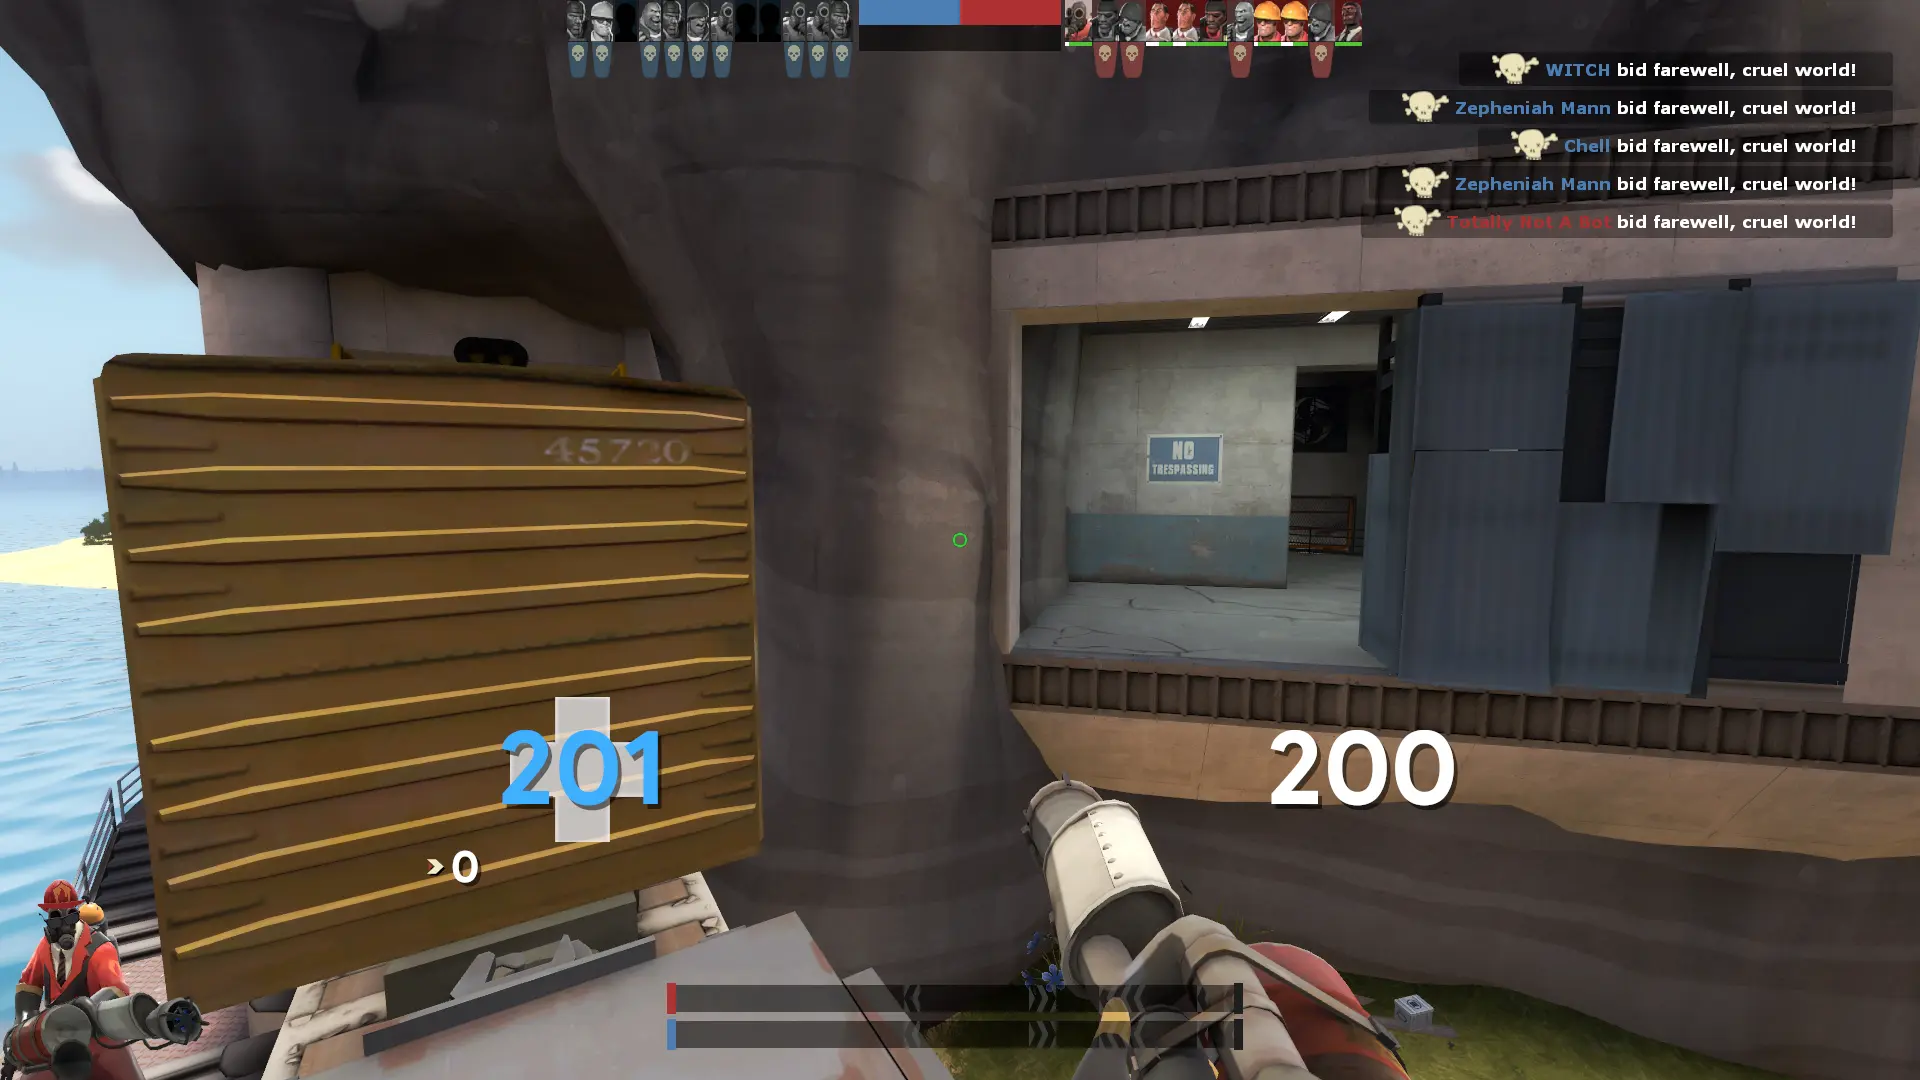 WITCH bid farewell, cruel world!
Zepheniah Mann bid farewell, cruel world!
Chell bid farewell, cruel world!
Zepheniah Mann bid farewell, cruel world!
Totally Not A Bot bid farewell, cruel world!
45720
NO
TRESPASSING
201
200
0